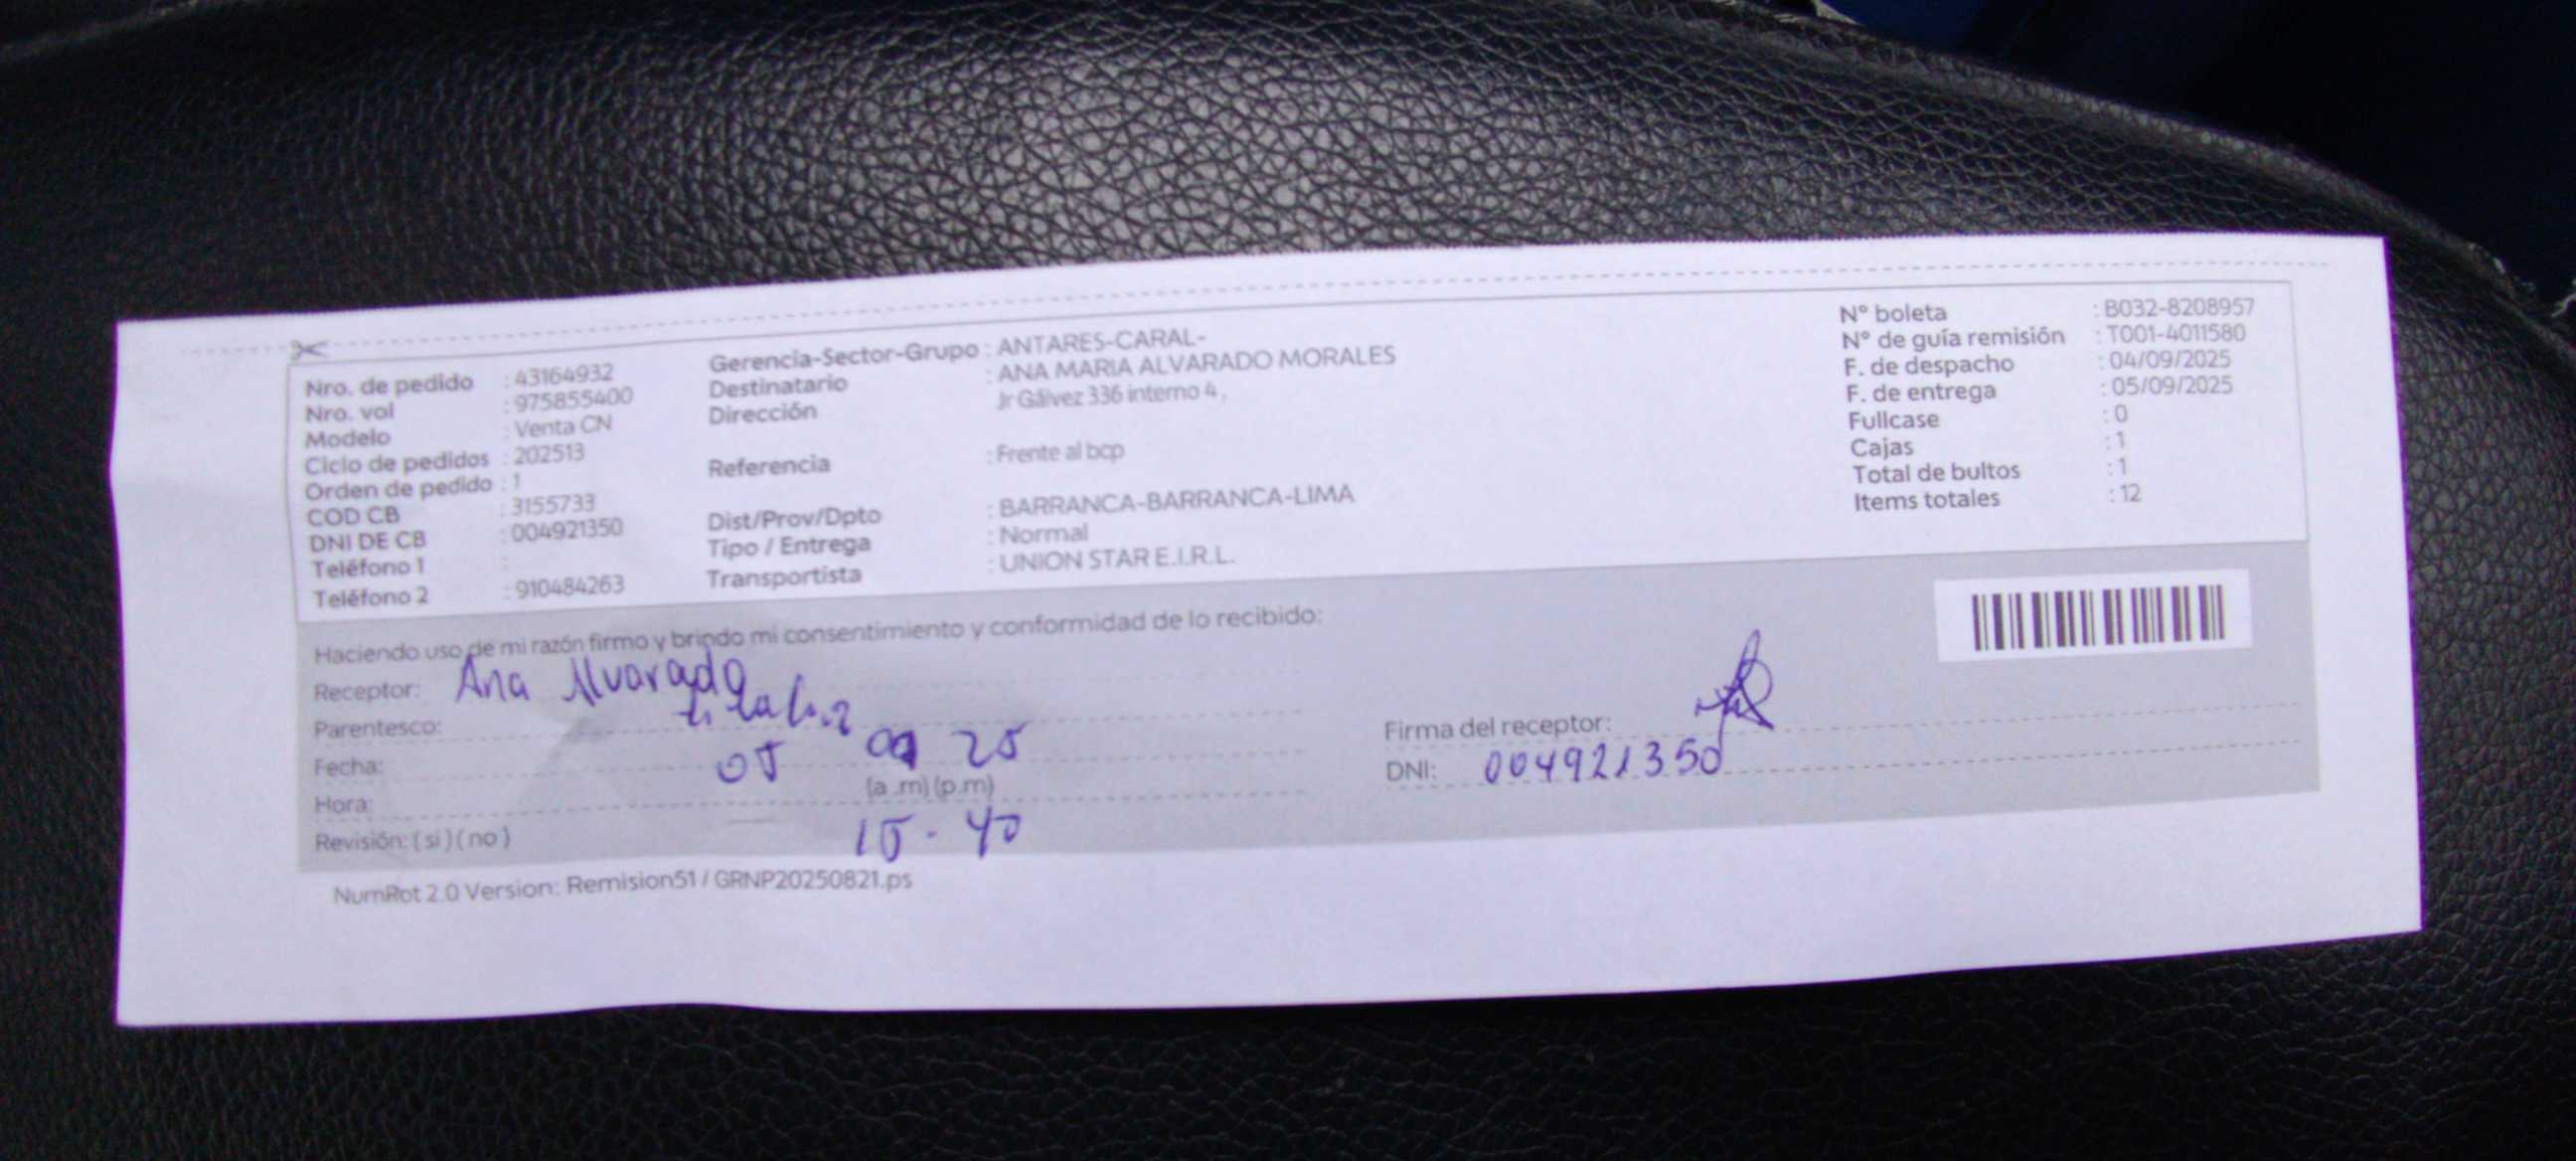 Nro. de pedido : 43164932
Nro. vol : 975855400
Modelo : Venta CN
Ciclo de pedidos : 202513
Orden de pedido : 1
COD CB : 3155733
DNI DE CB : 004921350
Teléfono 1 :
Teléfono 2 : 910484263
Gerencia-Sector-Grupo : ANTARES-CARAL-
Destinatario : ANA MARIA ALVARADO MORALES
Dirección Jr Gálvez 336 interno 4 ,
Referencia : Frente al bcp
Dist/Prov/Dpto : BARRANCA-BARRANCA-LIMA
Tipo / Entrega : Normal
Transportista : UNION STAR E.I.R.L.
N° boleta : B032-8208957
N° de guía remisión : T001-4011580
F. de despacho : 04/09/2025
F. de entrega : 05/09/2025
Fullcase : 0
Cajas : 1
Total de bultos : 1
Items totales : 12
Haciendo uso de mi razón firmo y brindo mi consentimiento y conformidad de lo recibido:
Receptor: Ana Alvarado
Parentesco: titular
Fecha: 05 09 25
Hora: (a .m) (p.m)
Revisión: ( si ) ( no ) 15 - 40
Firma del receptor:
DNI: 004921350
NumRot 2.0 Version: Remision51 / GRNP20250821.ps